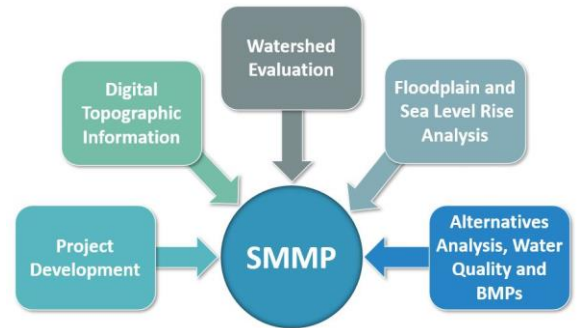 Watershed
Evaluation
Digital
Topographic
Information
Floodplain and
Sea Level Rise
Analysis
Project
Development
SMMP
Alternatives
Analysis, Water
Quality and
BMPs